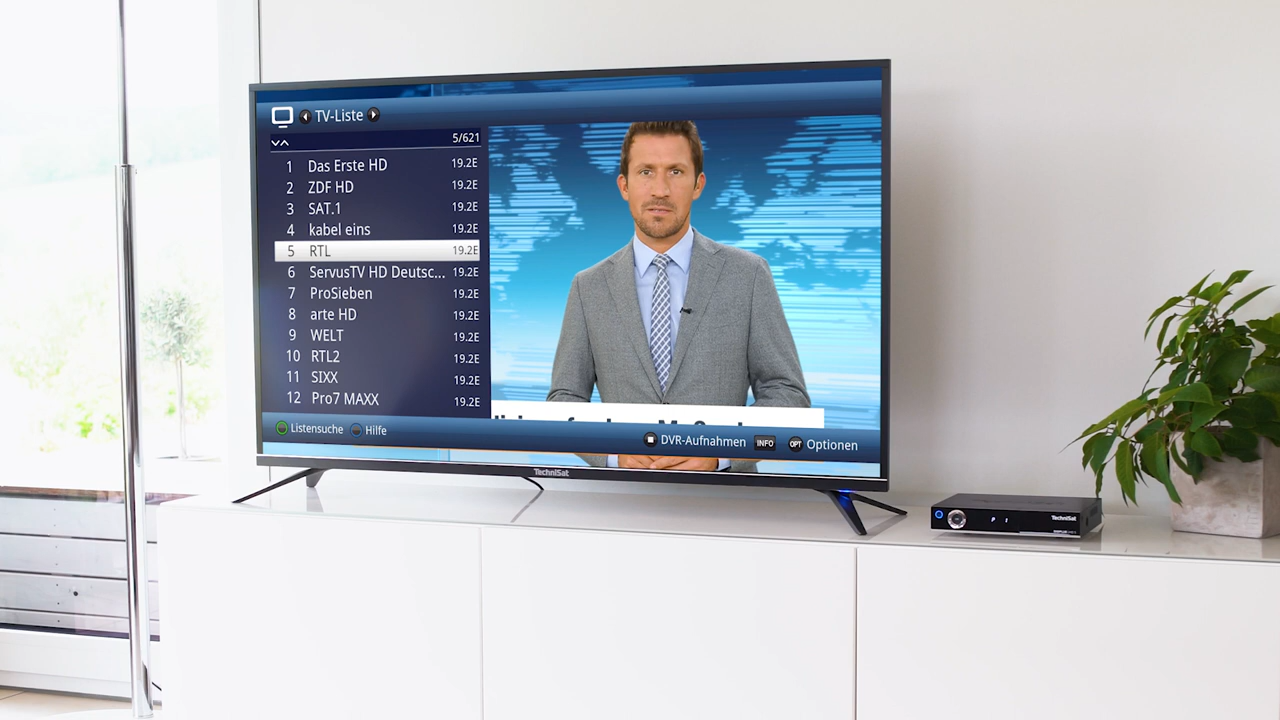 TV-Liste
5/621
1 Das Erste HD 19.2E
2 ZDF HD 19.2E
3 SAT.1 19.2E
4 kabel eins 19.2E
5 RTL 19.2E
6 ServusTV HD Deutsc... 19.2E
7 ProSieben 19.2E
8 arte HD 19.2E
9 WELT 19.2E
10 RTL2 19.2E
11 SIXX 19.2E
12 Pro7 MAXX 19.2E
Listensuche Hilfe
DVR-Aufnahmen INFO OPT Optionen
TechniSat
P 1
TechniSat